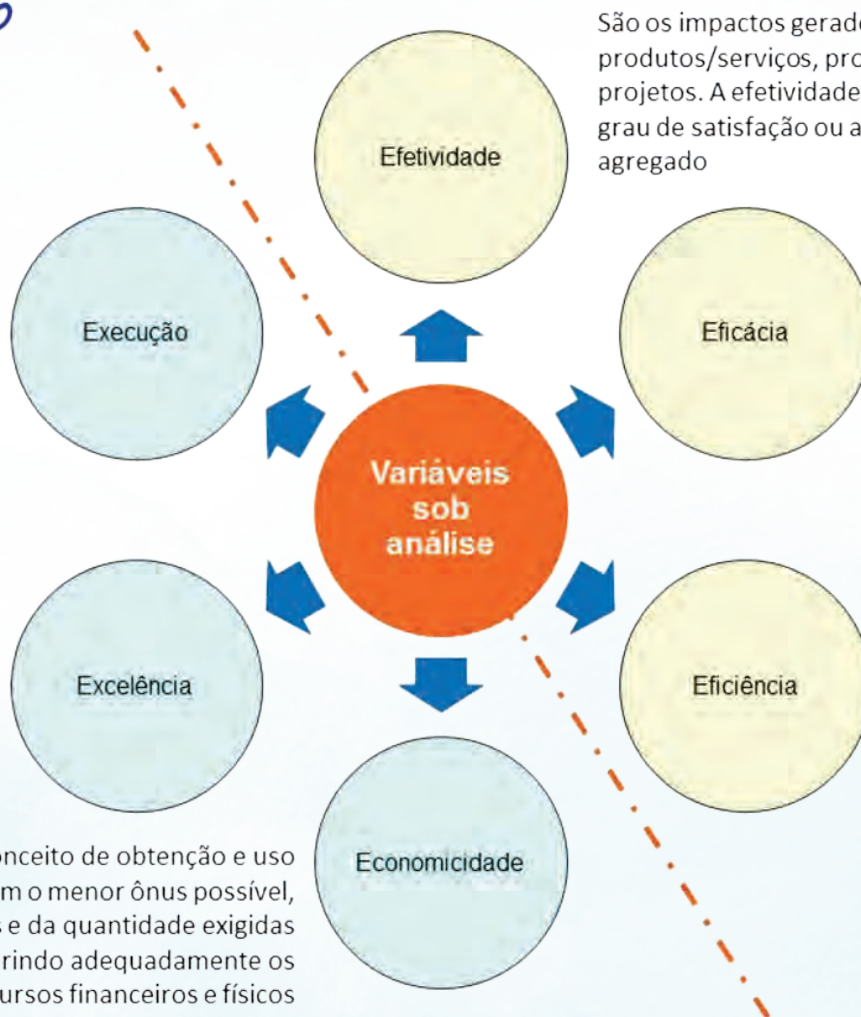 São os impactos gerad
produtos/serviços, pro
projetos. A efetividade
grau de satisfação ou a
agregado
Efetividade
Execução
Eficácia
Variáveis
sob
análise
Excelência
Eficiência
Economicidade
onceito de obtenção e uso
m o menor ônus possível,
s e da quantidade exigidas
rindo adequadamente os
ursos financeiros e físicos